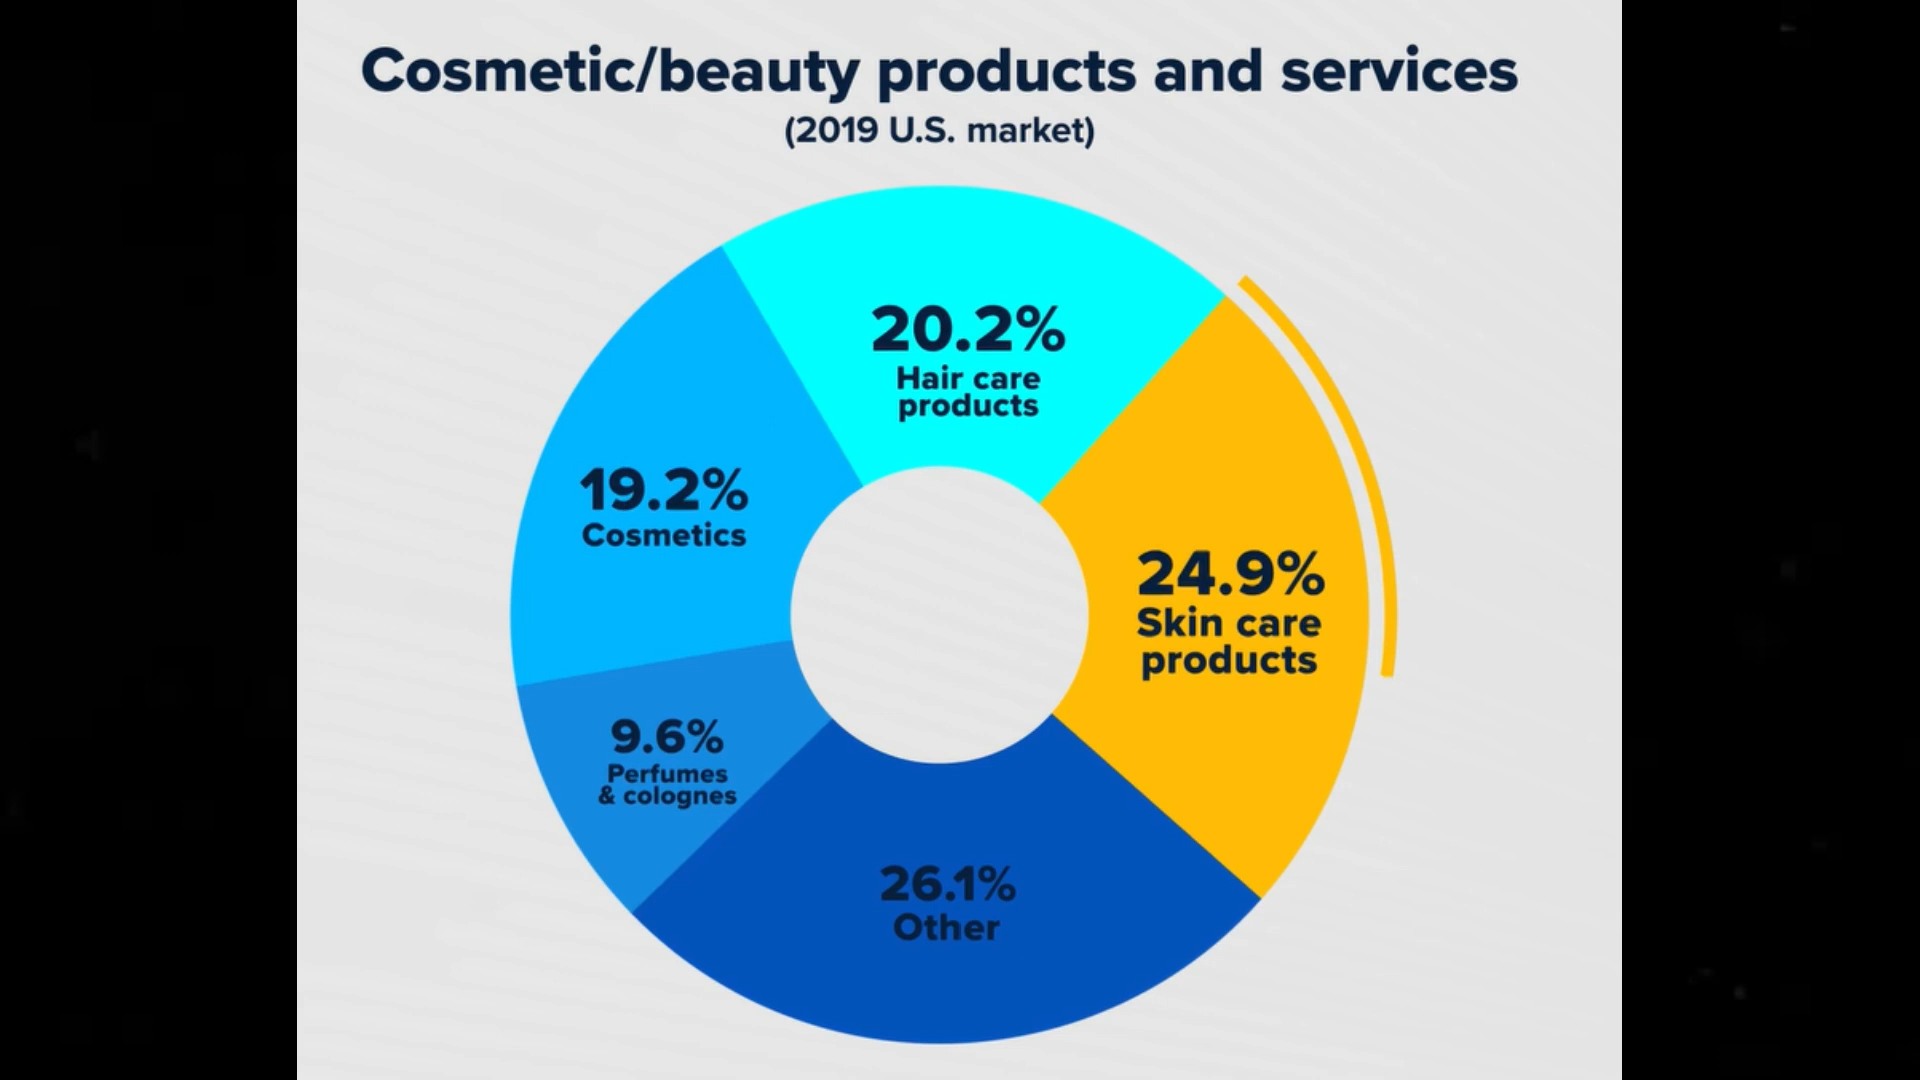 Cosmetic/beauty products and services
(2019 U.S. market)
20.2%
Hair care
products
19.2%
Cosmetics
24.9%
Skin care
products
9.6%
Perfumes
& colognes
26.1%
Other